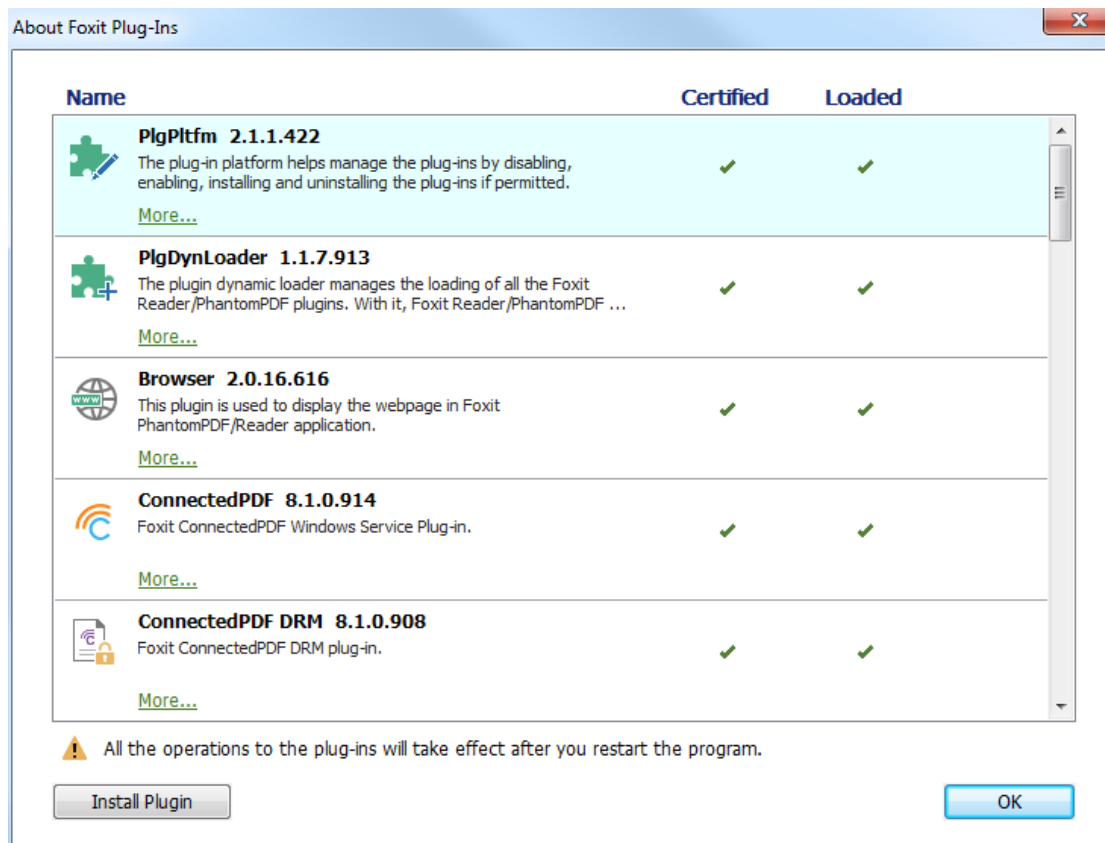 About Foxit Plug-Ins
Name Certified Loaded
PlgPltfm 2.1.1.422
The plug-in platform helps manage the plug-ins by disabling,
enabling, installing and uninstalling the plug-ins if permitted.
More...
PlgDynLoader 1.1.7.913
The plugin dynamic loader manages the loading of all the Foxit
Reader/PhantomPDF plugins. With it, Foxit Reader/PhantomPDF ...
More...
www
Browser 2.0.16.616
This plugin is used to display the webpage in Foxit
PhantomPDF/Reader application.
More...
ConnectedPDF 8.1.0.914
Foxit ConnectedPDF Windows Service Plug-in.
More...
ConnectedPDF DRM 8.1.0.908
Foxit ConnectedPDF DRM plug-in.
More...
All the operations to the plug-ins will take effect after you restart the program.
Install Plugin OK